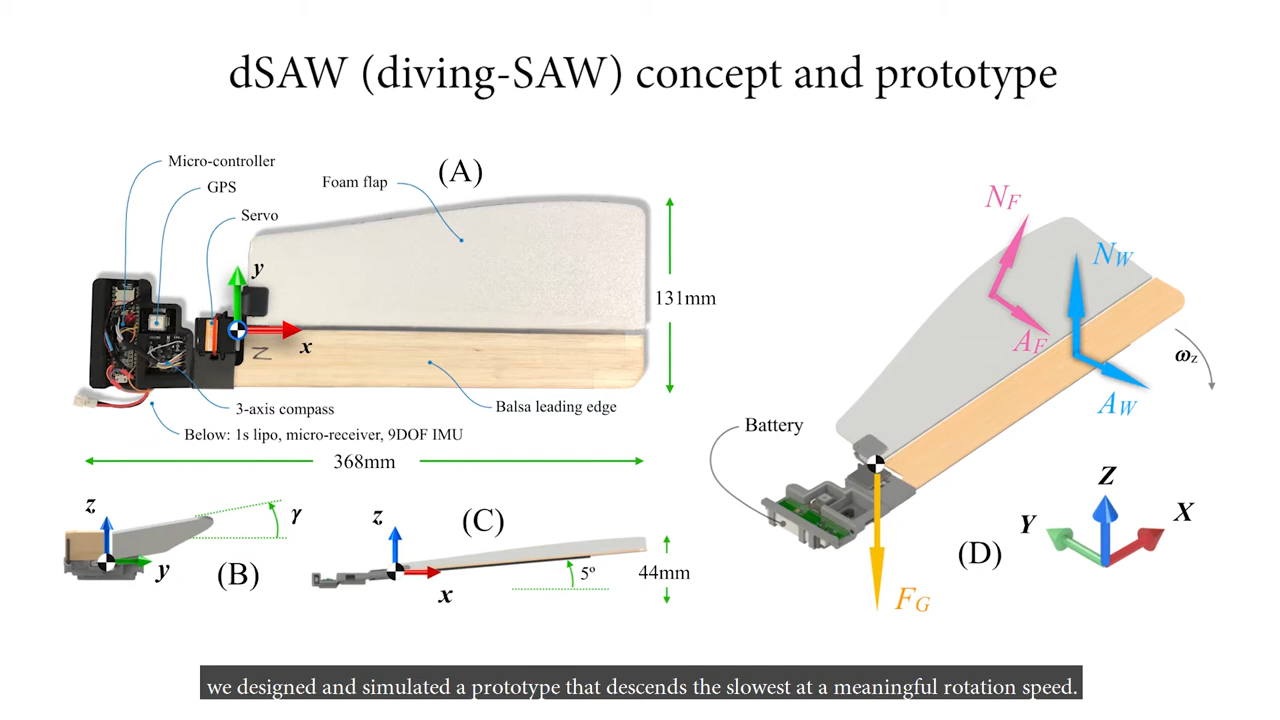 dSAW (diving-SAW) concept and prototype
Micro-controller
GPS
Servo
Foam flap
(A)
y
x
Z
131mm
3-axis compass
Balsa leading edge
Below: 1s lipo, micro-receiver, 9DOF IMU
368mm
z
γ
y
(B)
z
(C)
x
5º
44mm
N_F
A_F
N_W
A_W
ω_z
Battery
F_G
(D)
Z
Y
X
we designed and simulated a prototype that descends the slowest at a meaningful rotation speed.